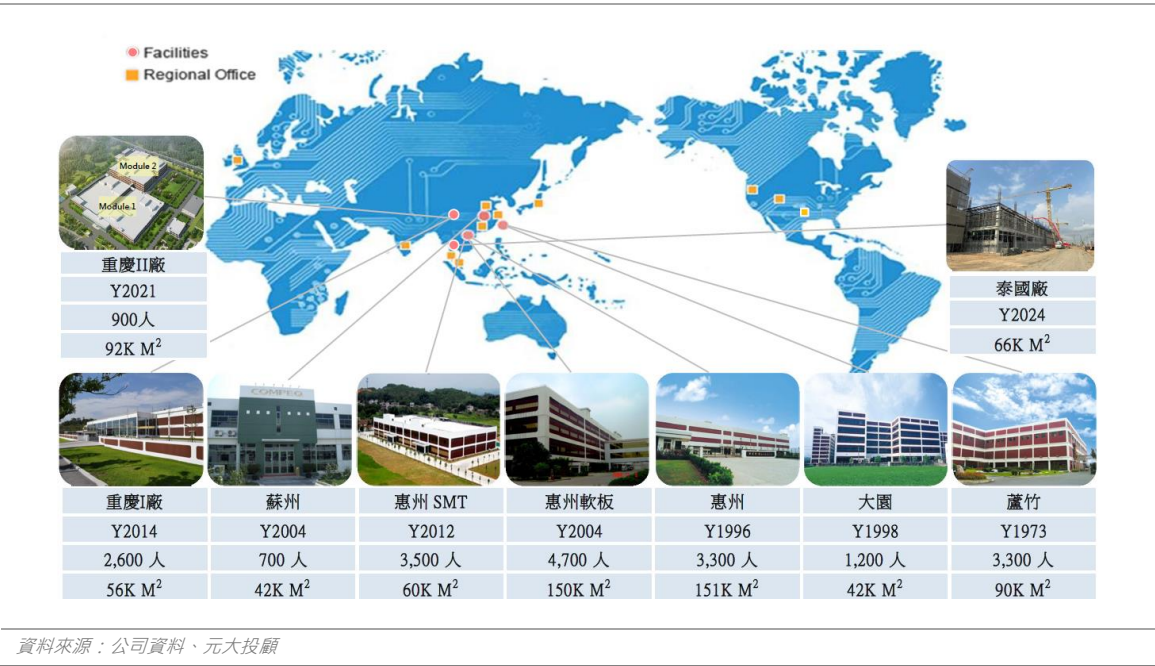 Facilities
Regional Office
Module 2
Module 1
重慶II廠
Y2021
900人
92K M²
泰國廠
Y2024
66K M²
COMPEQ
重慶I廠 蘇州 惠州 SMT 惠州軟板 惠州 大園 蘆竹
Y2014 Y2004 Y2012 Y2004 Y1996 Y1998 Y1973
2,600 人 700 人 3,500 人 4,700 人 3,300 人 1,200 人 3,300 人
56K M² 42K M² 60K M² 150K M² 151K M² 42K M² 90K M²
資料來源：公司資料、元大投顧